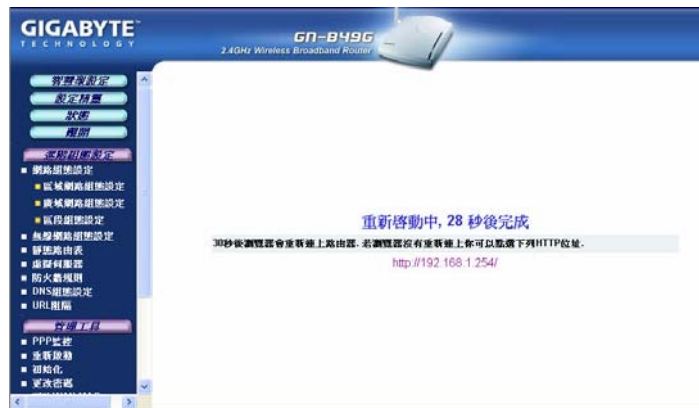 GIGABYTE
TECHNOLOGY
GN-B49G
2.4GHz Wireless Broadband Router
智慧型設定
設定精靈
狀態
離開
進階組態設定
網路組態設定
區域網路組態設定
廣域網路組態設定
區段組態設定
無線網路組態設定
靜態路由表
虛擬伺服器
防火牆規則
DNS組態設定
URL阻隔
管理工具
PPP監控
重新啟動
初始化
更改密碼
重新啓動中, 28 秒後完成
30秒後瀏覽器會重新連上路由器. 若瀏覽器沒有重新連上你可以點選下列HTTP位址.
http://192.168.1.254/